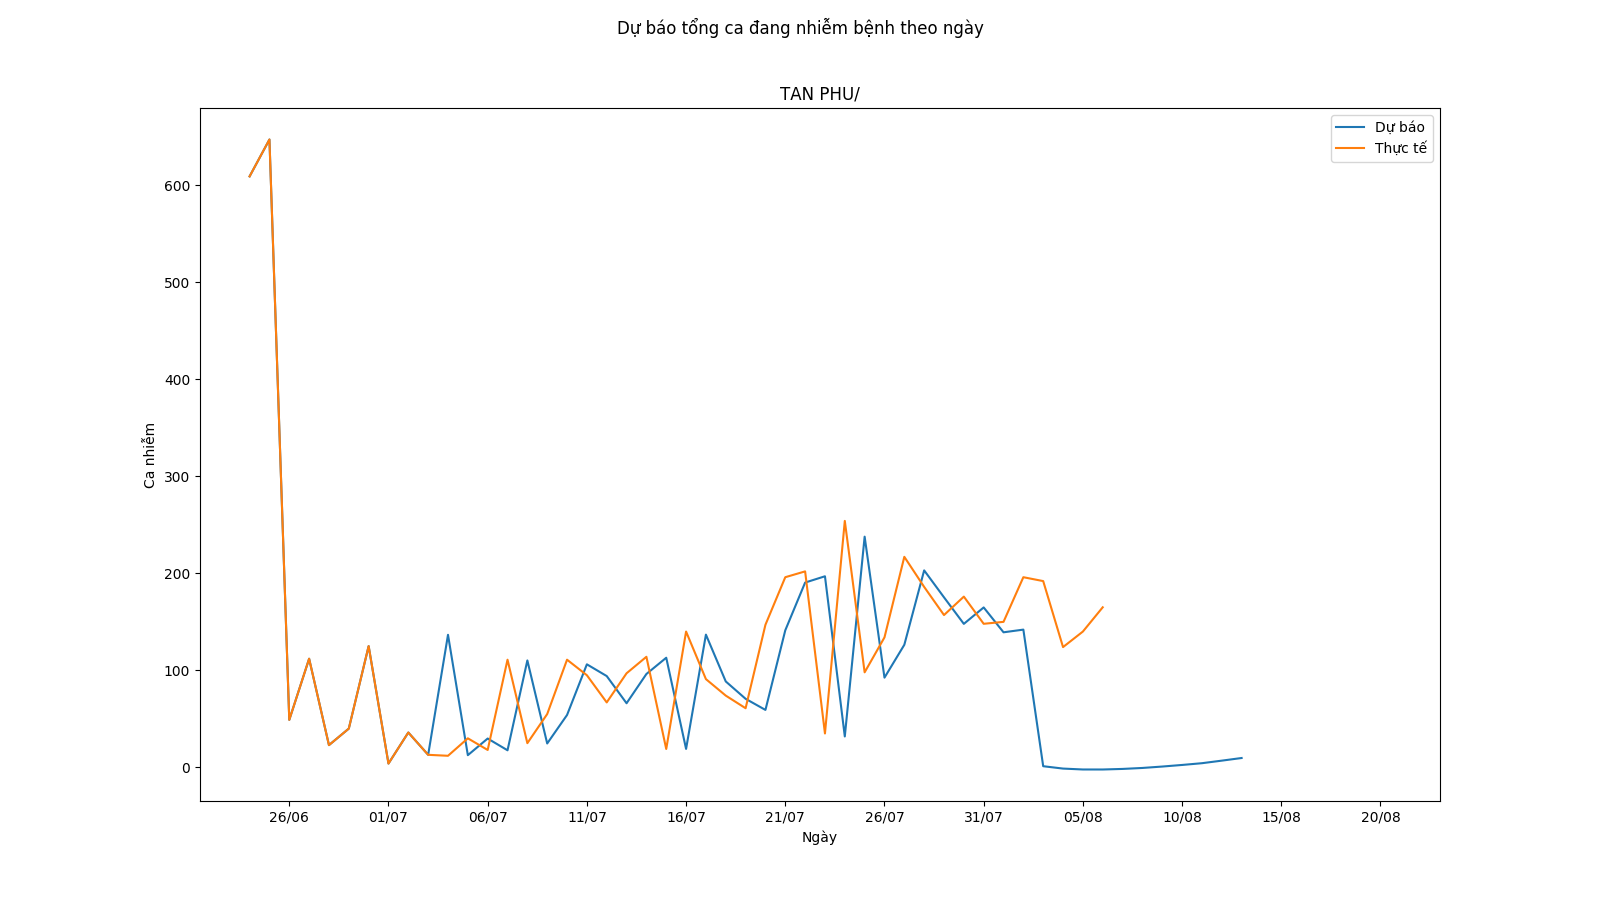 Dự báo tổng ca đang nhiễm bệnh theo ngày
TAN PHU/
Dự báo
Thực tế
600
500
400
300
200
100
0
Ca nhiễm
26/06 01/07 06/07 11/07 16/07 21/07 26/07 31/07 05/08 10/08 15/08 20/08
Ngày